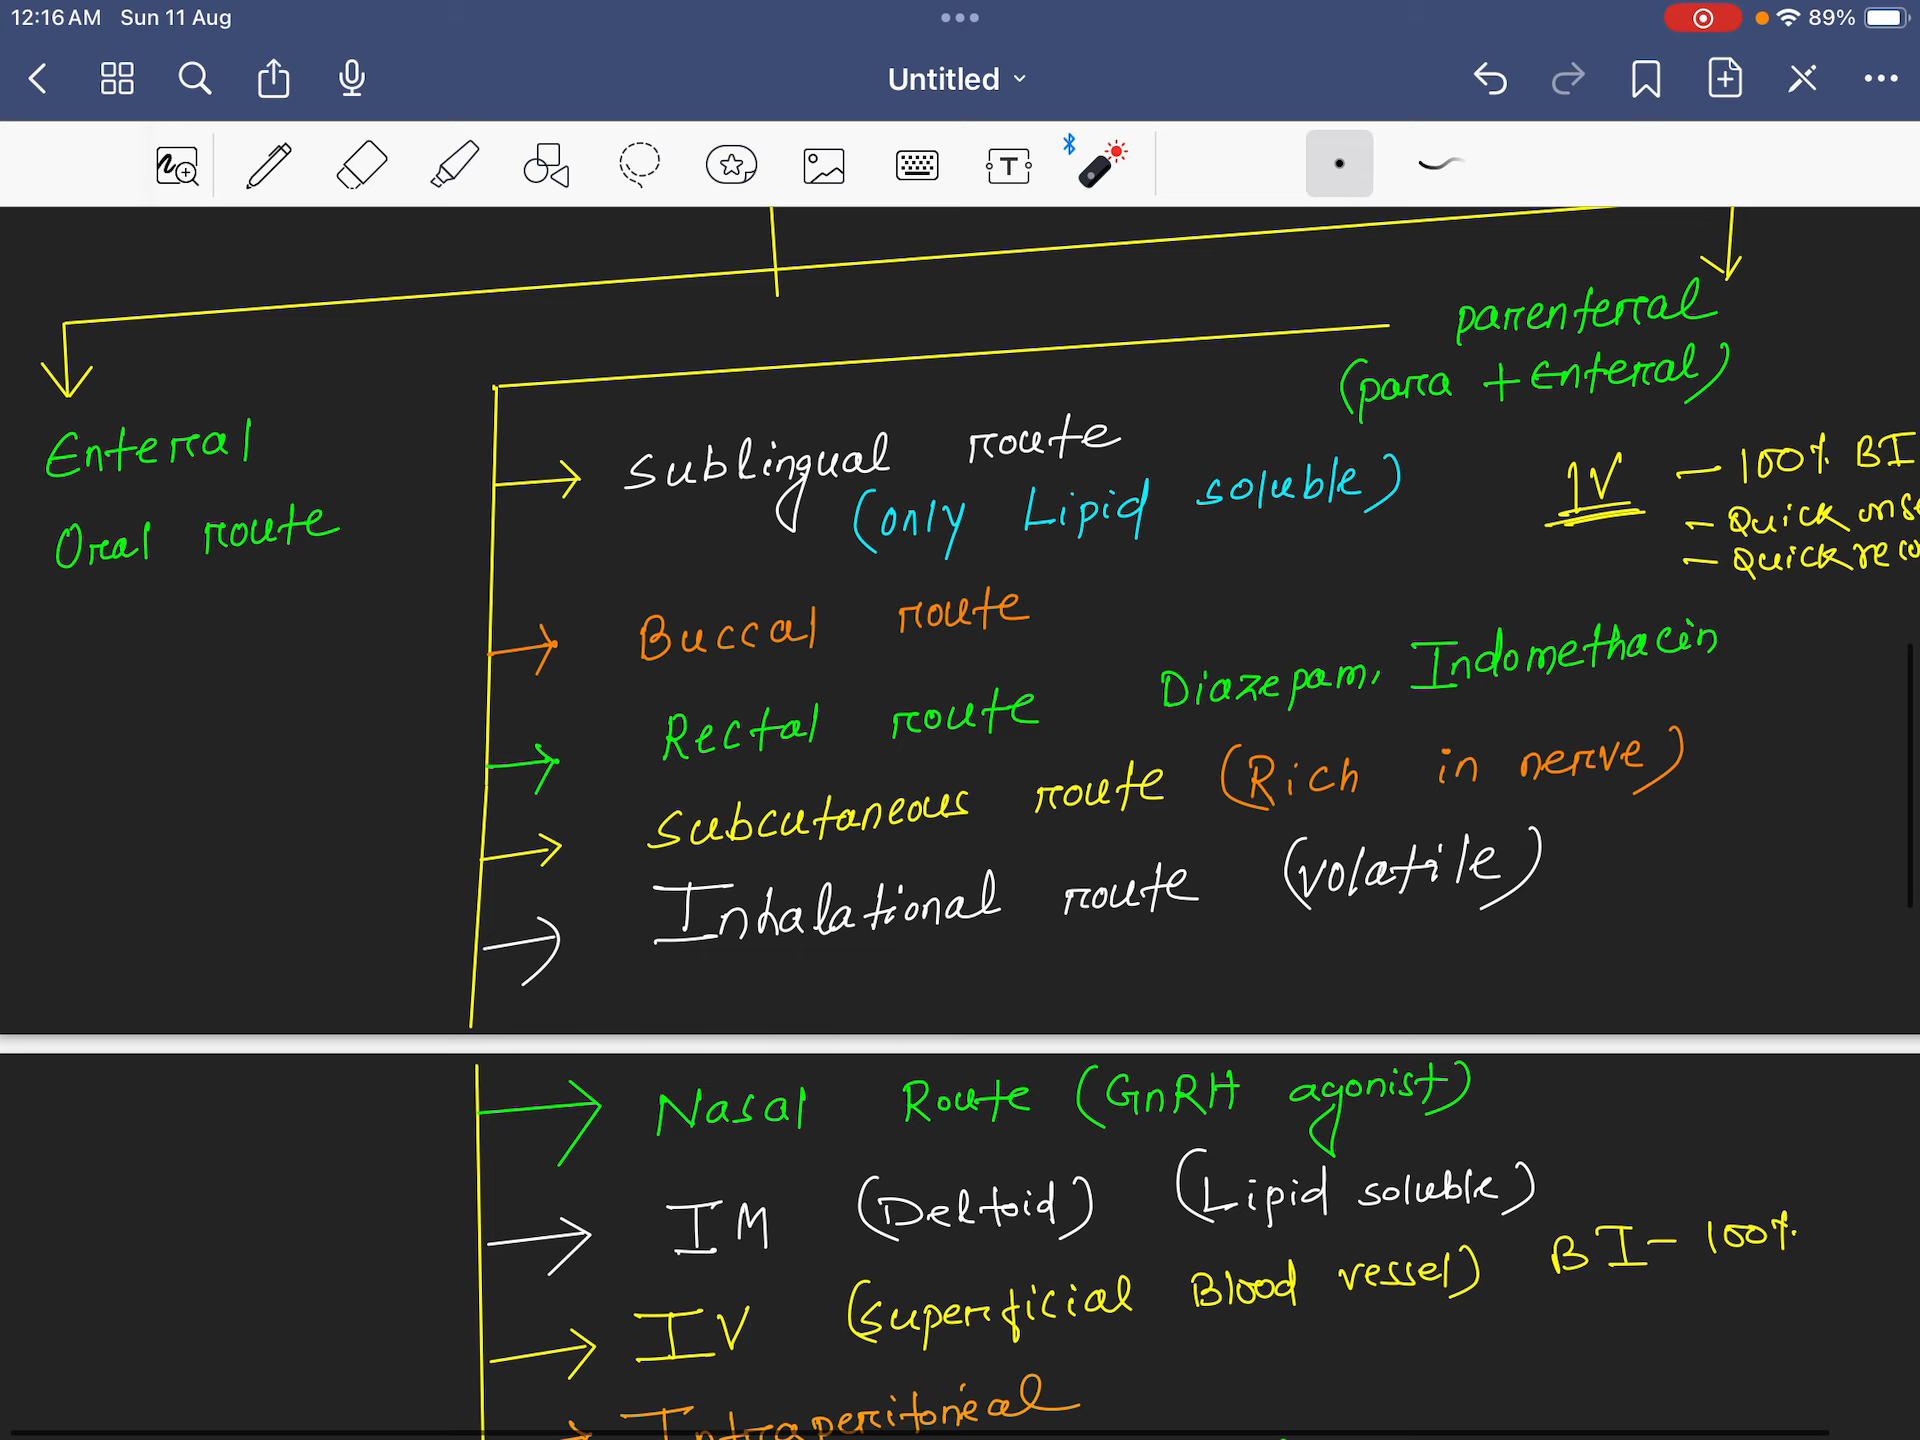 12:16 AM Sun 11 Aug
89%
Untitled
T
parenteral
(para + Enteral)
Enteral
Oral route
sublingual route
(only Lipid soluble)
IV - 100% BI
- Quick
- Quick
Buccal route
Rectal route Diazepam, Indomethacin
Subcutaneous route (Rich in nerve)
Inhalational route (volatile)
Nasal Route (GnRH agonist)
IM (Deltoid) (Lipid soluble)
IV (superficial Blood vessel) BI - 100%
Intraperitoneal